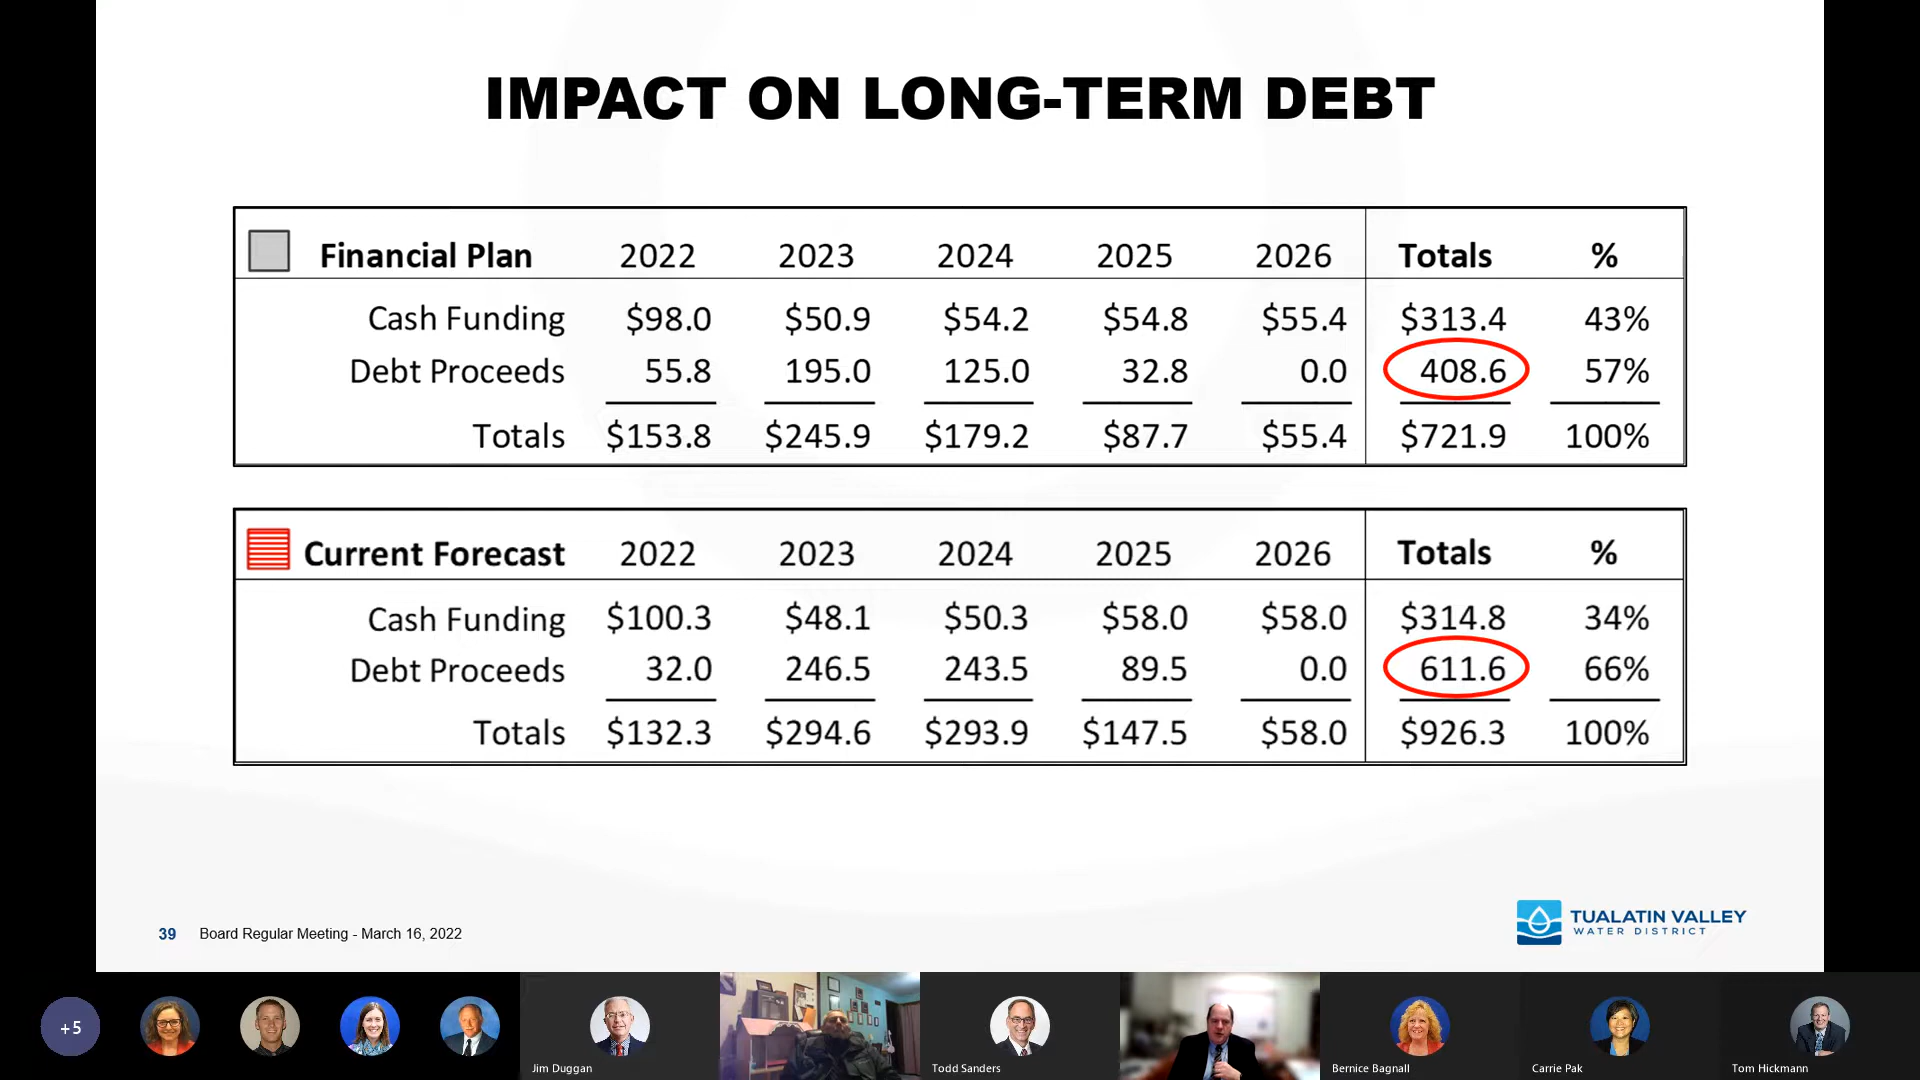 IMPACT ON LONG-TERM DEBT
Financial Plan 2022 2023 2024 2025 2026 Totals %
Cash Funding $98.0 $50.9 $54.2 $54.8 $55.4 $313.4 43%
Debt Proceeds 55.8 195.0 125.0 32.8 0.0 408.6 57%
Totals $153.8 $245.9 $179.2 $87.7 $55.4 $721.9 100%
Current Forecast 2022 2023 2024 2025 2026 Totals %
Cash Funding $100.3 $48.1 $50.3 $58.0 $58.0 $314.8 34%
Debt Proceeds 32.0 246.5 243.5 89.5 0.0 611.6 66%
Totals $132.3 $294.6 $293.9 $147.5 $58.0 $926.3 100%
39 Board Regular Meeting - March 16, 2022
TUALATIN VALLEY
WATER DISTRICT
+5
Jim Duggan
Todd Sanders
Bernice Bagnall
Carrie Pak
Tom Hickmann